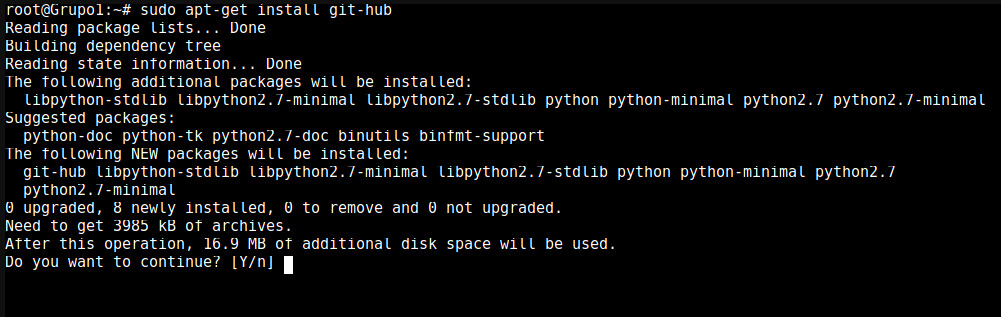 root@Grupo1:~# sudo apt-get install git-hub
Reading package lists... Done
Building dependency tree
Reading state information... Done
The following additional packages will be installed:
  libpython-stdlib libpython2.7-minimal libpython2.7-stdlib python python-minimal python2.7 python2.7-minimal
Suggested packages:
  python-doc python-tk python2.7-doc binutils binfmt-support
The following NEW packages will be installed:
  git-hub libpython-stdlib libpython2.7-minimal libpython2.7-stdlib python python-minimal python2.7
  python2.7-minimal
0 upgraded, 8 newly installed, 0 to remove and 0 not upgraded.
Need to get 3985 kB of archives.
After this operation, 16.9 MB of additional disk space will be used.
Do you want to continue? [Y/n]